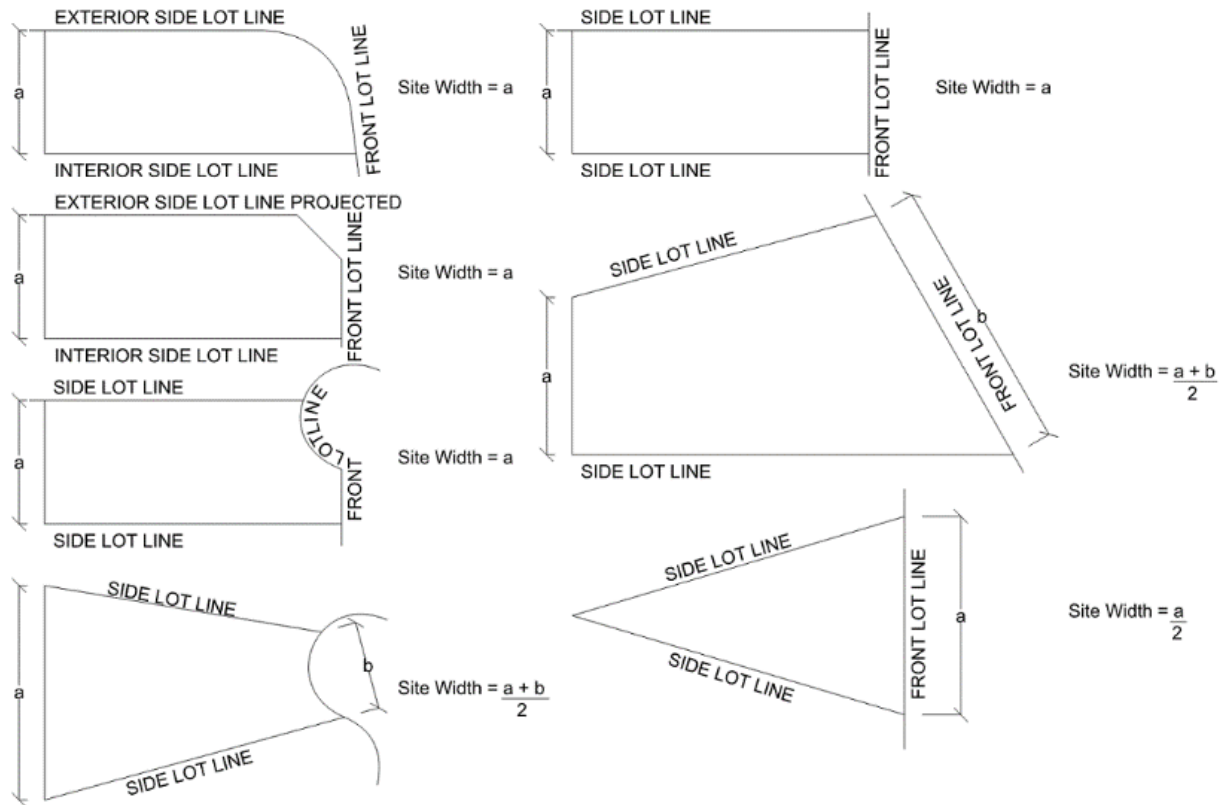 EXTERIOR SIDE LOT LINE
a
FRONT LOT LINE
Site Width = a
INTERIOR SIDE LOT LINE
SIDE LOT LINE
a
FRONT LOT LINE
Site Width = a
SIDE LOT LINE
EXTERIOR SIDE LOT LINE PROJECTED
a
FRONT LOT LINE
Site Width = a
INTERIOR SIDE LOT LINE
SIDE LOT LINE
a
FRONT LOT LINE
b
Site Width = a + b
2
SIDE LOT LINE
SIDE LOT LINE
a
FRONT LOTLINE
Site Width = a
SIDE LOT LINE
SIDE LOT LINE
a
b
Site Width = a + b
2
SIDE LOT LINE
SIDE LOT LINE
FRONT LOT LINE
a
Site Width = a
2
SIDE LOT LINE